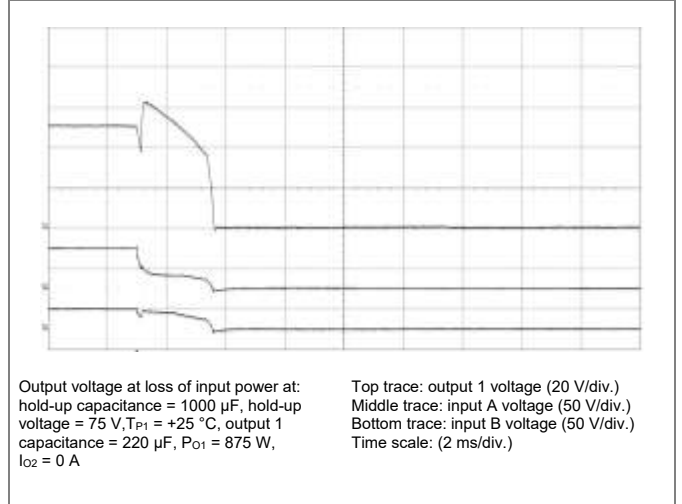 Output voltage at loss of input power at:
hold-up capacitance = 1000 µF, hold-up
voltage = 75 V,TP1 = +25 °C, output 1
capacitance = 220 µF, PO1 = 875 W,
IO2 = 0 A
Top trace: output 1 voltage (20 V/div.)
Middle trace: input A voltage (50 V/div.)
Bottom trace: input B voltage (50 V/div.)
Time scale: (2 ms/div.)